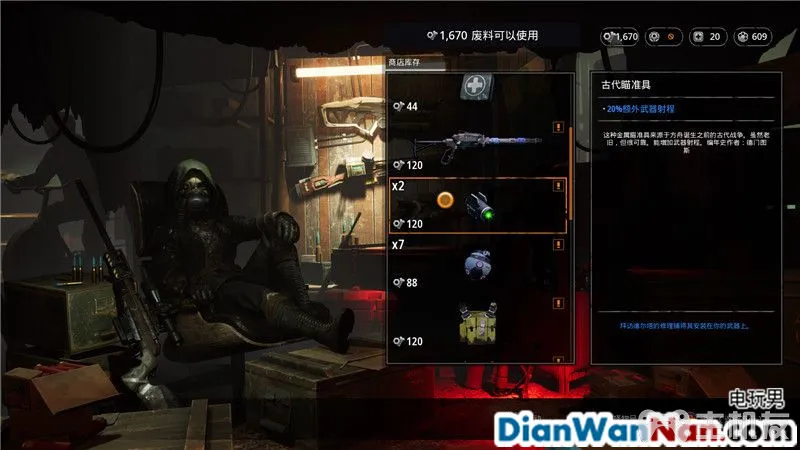 1,670 废料可以使用
1,670
20
609
商店库存
44
120
x2
120
x7
88
120
古代瞄准具
·20%额外武器射程
这种金属瞄准具来源于方舟诞生之前的古代战争。虽然老
旧，但很可靠。能增加武器射程。编年史作者：德门图
斯
拜访德尔塔的修理铺将其安装在你的武器上。
电玩男
DianWanNan.com